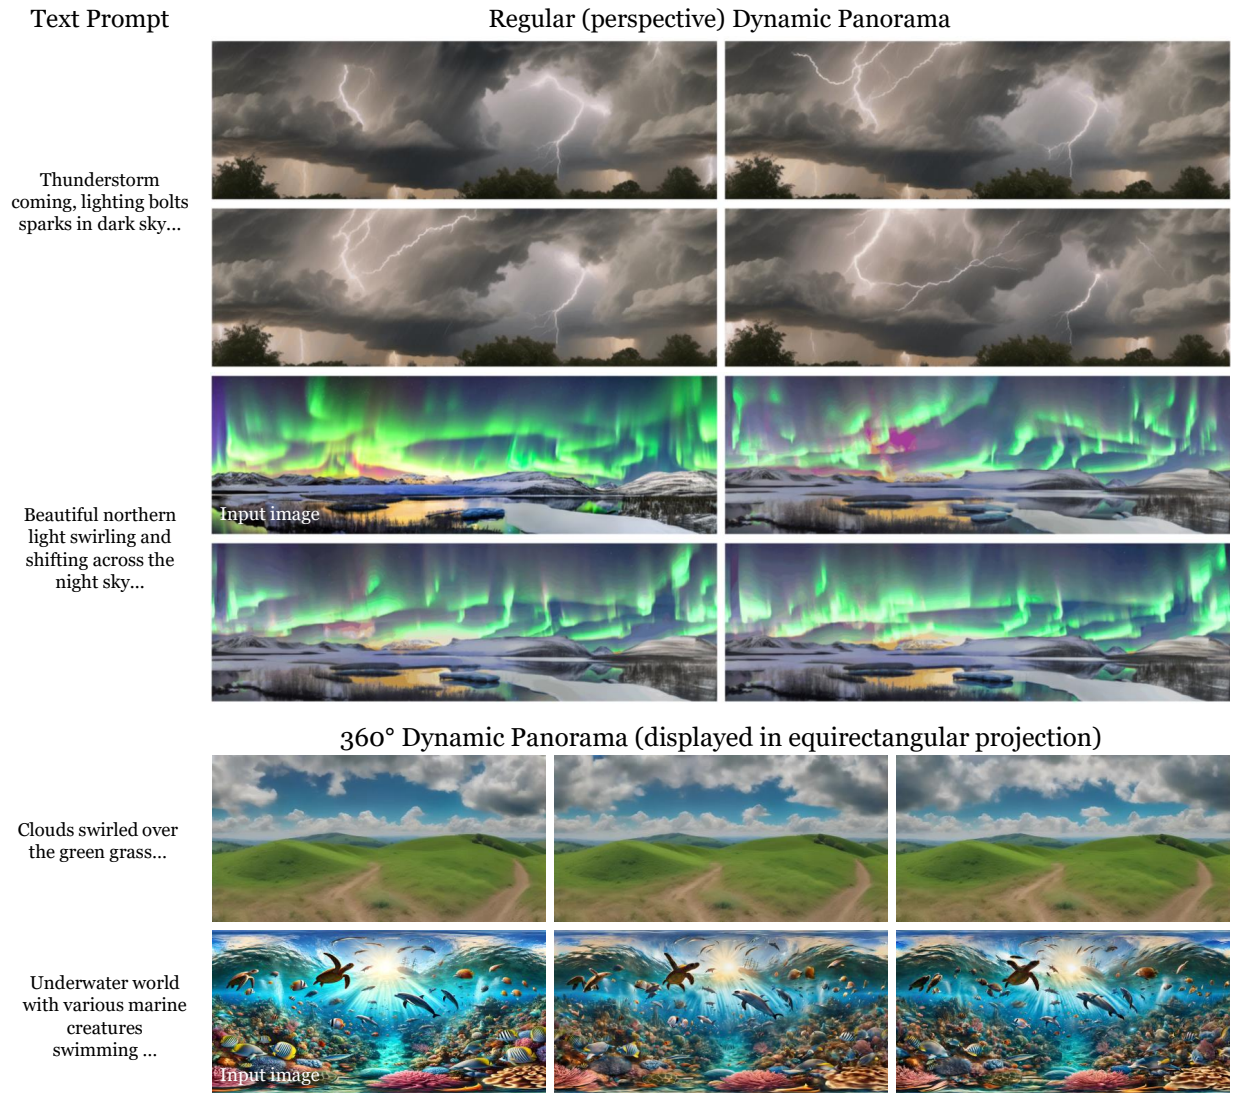 Text Prompt
Regular (perspective) Dynamic Panorama
Thunderstorm
coming, lighting bolts
sparks in dark sky...
Input image
Beautiful northern
light swirling and
shifting across the
night sky...
360° Dynamic Panorama (displayed in equirectangular projection)
Clouds swirled over
the green grass...
Underwater world
with various marine
creatures
swimming ...
Input image